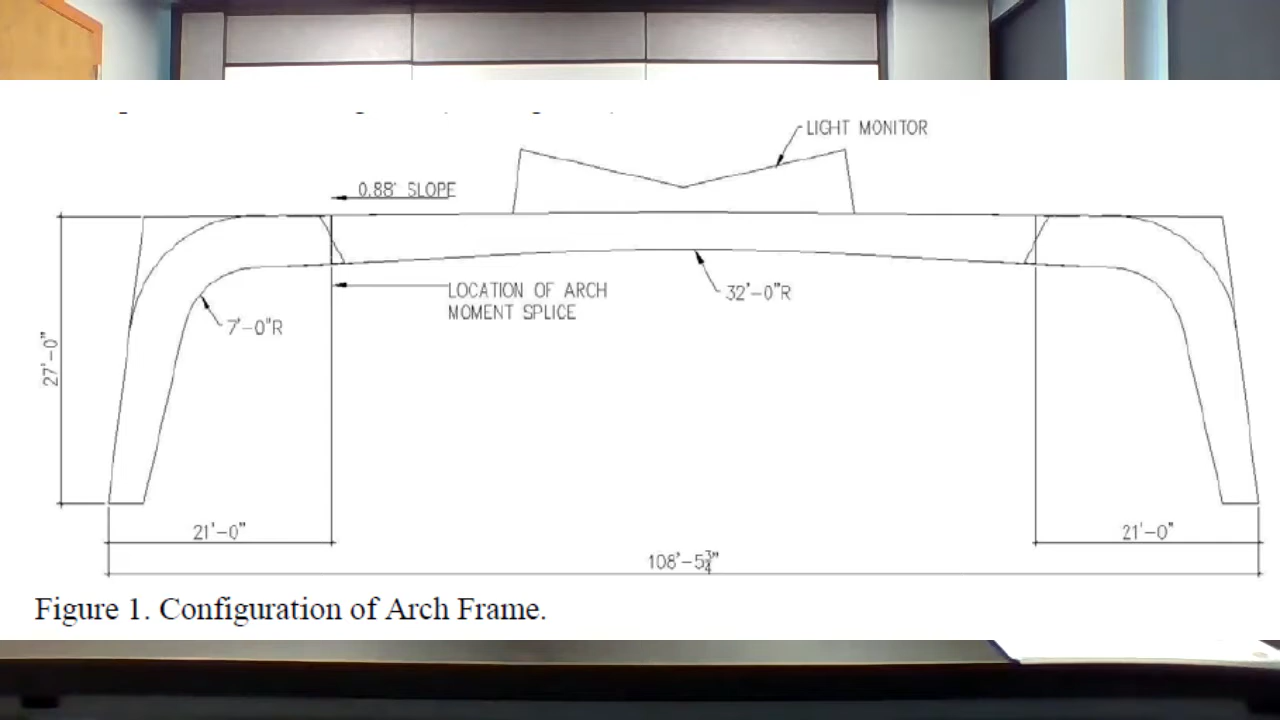 LIGHT MONITOR
0.88' SLOPE
LOCATION OF ARCH
MOMENT SPLICE
32'-0"R
7'-0"R
27'-0"
21'-0"
21'-0"
108'-5¾"
Figure 1. Configuration of Arch Frame.